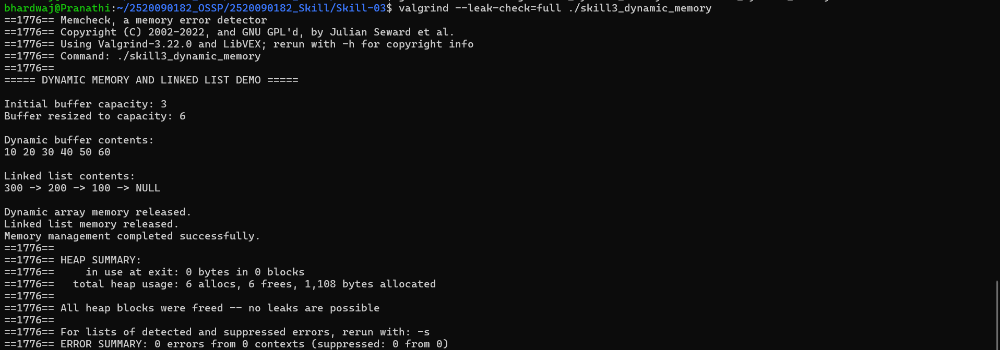 bhardwaj@Pranathi:~/2520090182_OSSP/2520090182_Skill/Skill-03$ valgrind --leak-check=full ./skill3_dynamic_memory
==1776== Memcheck, a memory error detector
==1776== Copyright (C) 2002-2022, and GNU GPL'd, by Julian Seward et al.
==1776== Using Valgrind-3.22.0 and LibVEX; rerun with -h for copyright info
==1776== Command: ./skill3_dynamic_memory
==1776==
===== DYNAMIC MEMORY AND LINKED LIST DEMO =====
Initial buffer capacity: 3
Buffer resized to capacity: 6
Dynamic buffer contents:
10 20 30 40 50 60
Linked list contents:
300 -> 200 -> 100 -> NULL
Dynamic array memory released.
Linked list memory released.
Memory management completed successfully.
==1776==
==1776== HEAP SUMMARY:
==1776==     in use at exit: 0 bytes in 0 blocks
==1776==   total heap usage: 6 allocs, 6 frees, 1,108 bytes allocated
==1776==
==1776== All heap blocks were freed -- no leaks are possible
==1776==
==1776== For lists of detected and suppressed errors, rerun with: -s
==1776== ERROR SUMMARY: 0 errors from 0 contexts (suppressed: 0 from 0)